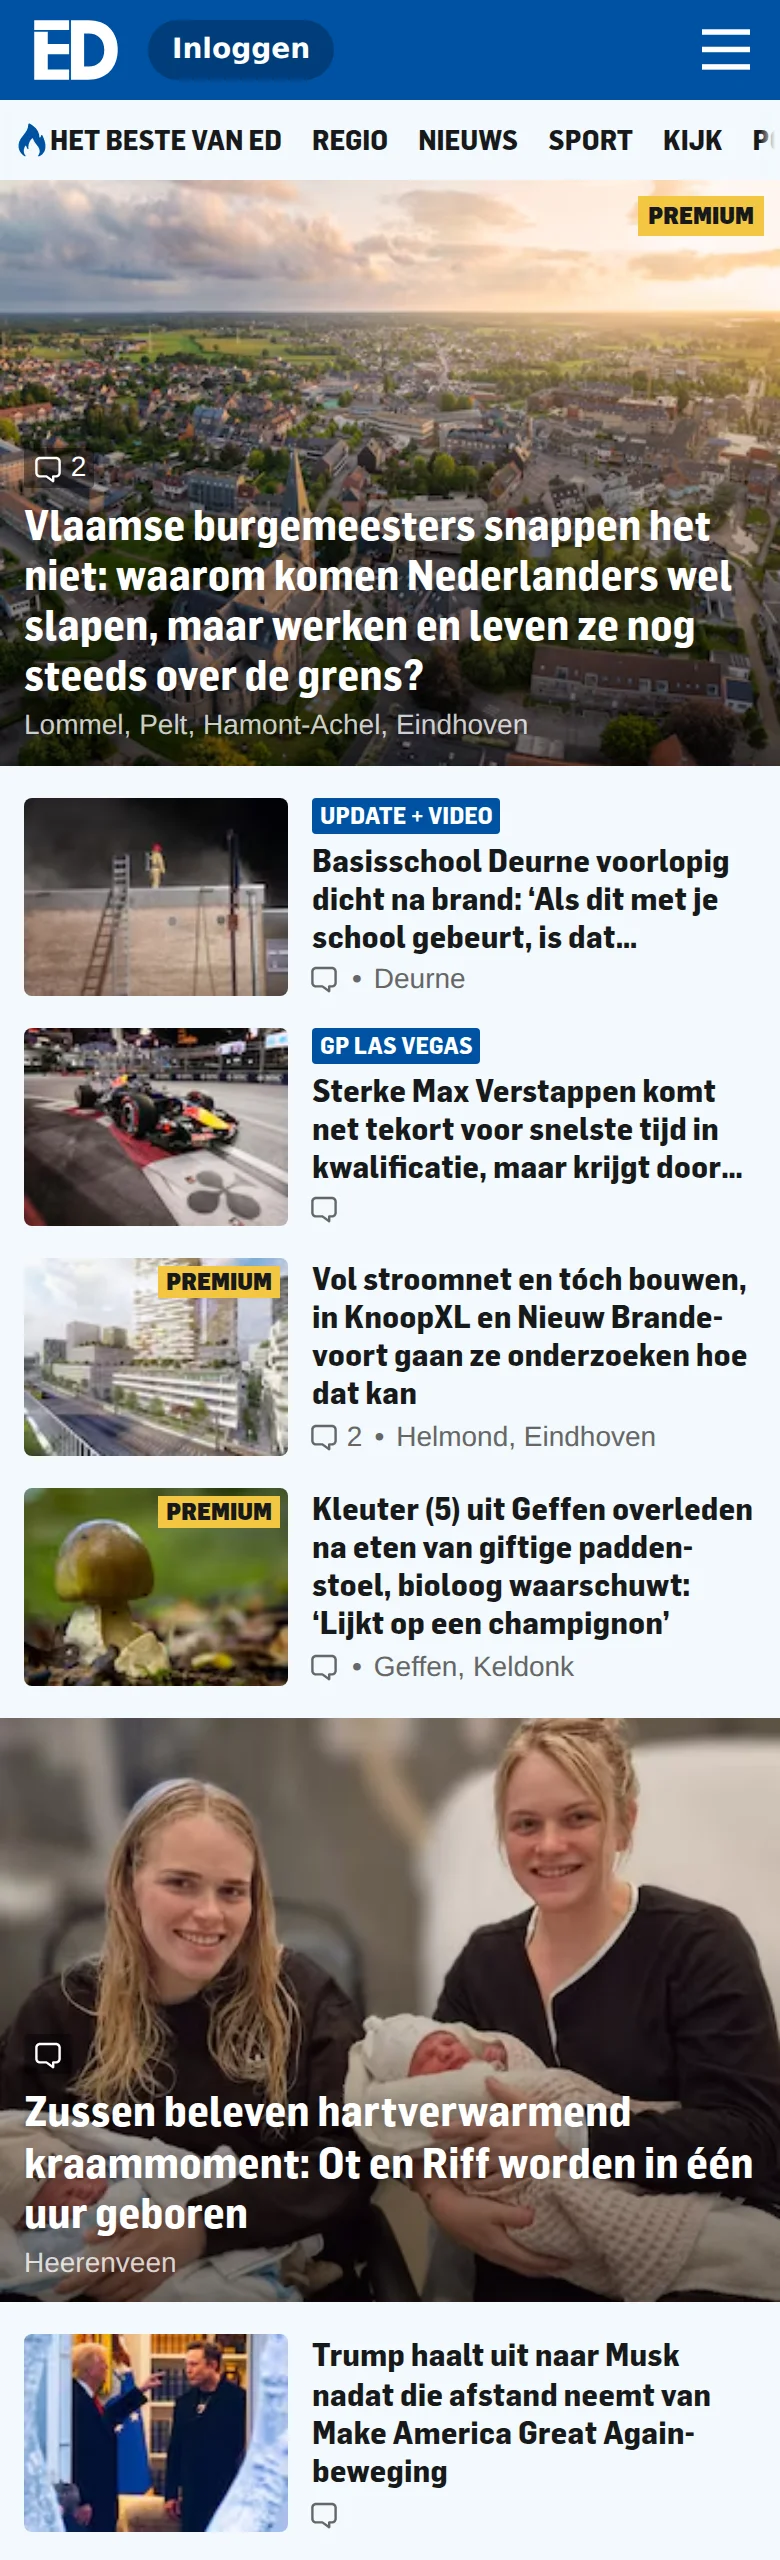 ED
Inloggen
HET BESTE VAN ED REGIO NIEUWS SPORT KIJK
PREMIUM
2
Vlaamse burgemeesters snappen het
niet: waarom komen Nederlanders wel
slapen, maar werken en leven ze nog
steeds over de grens?
Lommel, Pelt, Hamont-Achel, Eindhoven
UPDATE + VIDEO
Basisschool Deurne voorlopig
dicht na brand: ‘Als dit met je
school gebeurt, is dat...
• Deurne
GP LAS VEGAS
Sterke Max Verstappen komt
net tekort voor snelste tijd in
kwalificatie, maar krijgt door...
PREMIUM
Vol stroomnet en tóch bouwen,
in KnoopXL en Nieuw Brande-
voort gaan ze onderzoeken hoe
dat kan
2 • Helmond, Eindhoven
PREMIUM
Kleuter (5) uit Geffen overleden
na eten van giftige padden-
stoel, bioloog waarschuwt:
‘Lijkt op een champignon’
• Geffen, Keldonk
Zussen beleven hartverwarmend
kraammoment: Ot en Riff worden in één
uur geboren
Heerenveen
Trump haalt uit naar Musk
nadat die afstand neemt van
Make America Great Again-
beweging